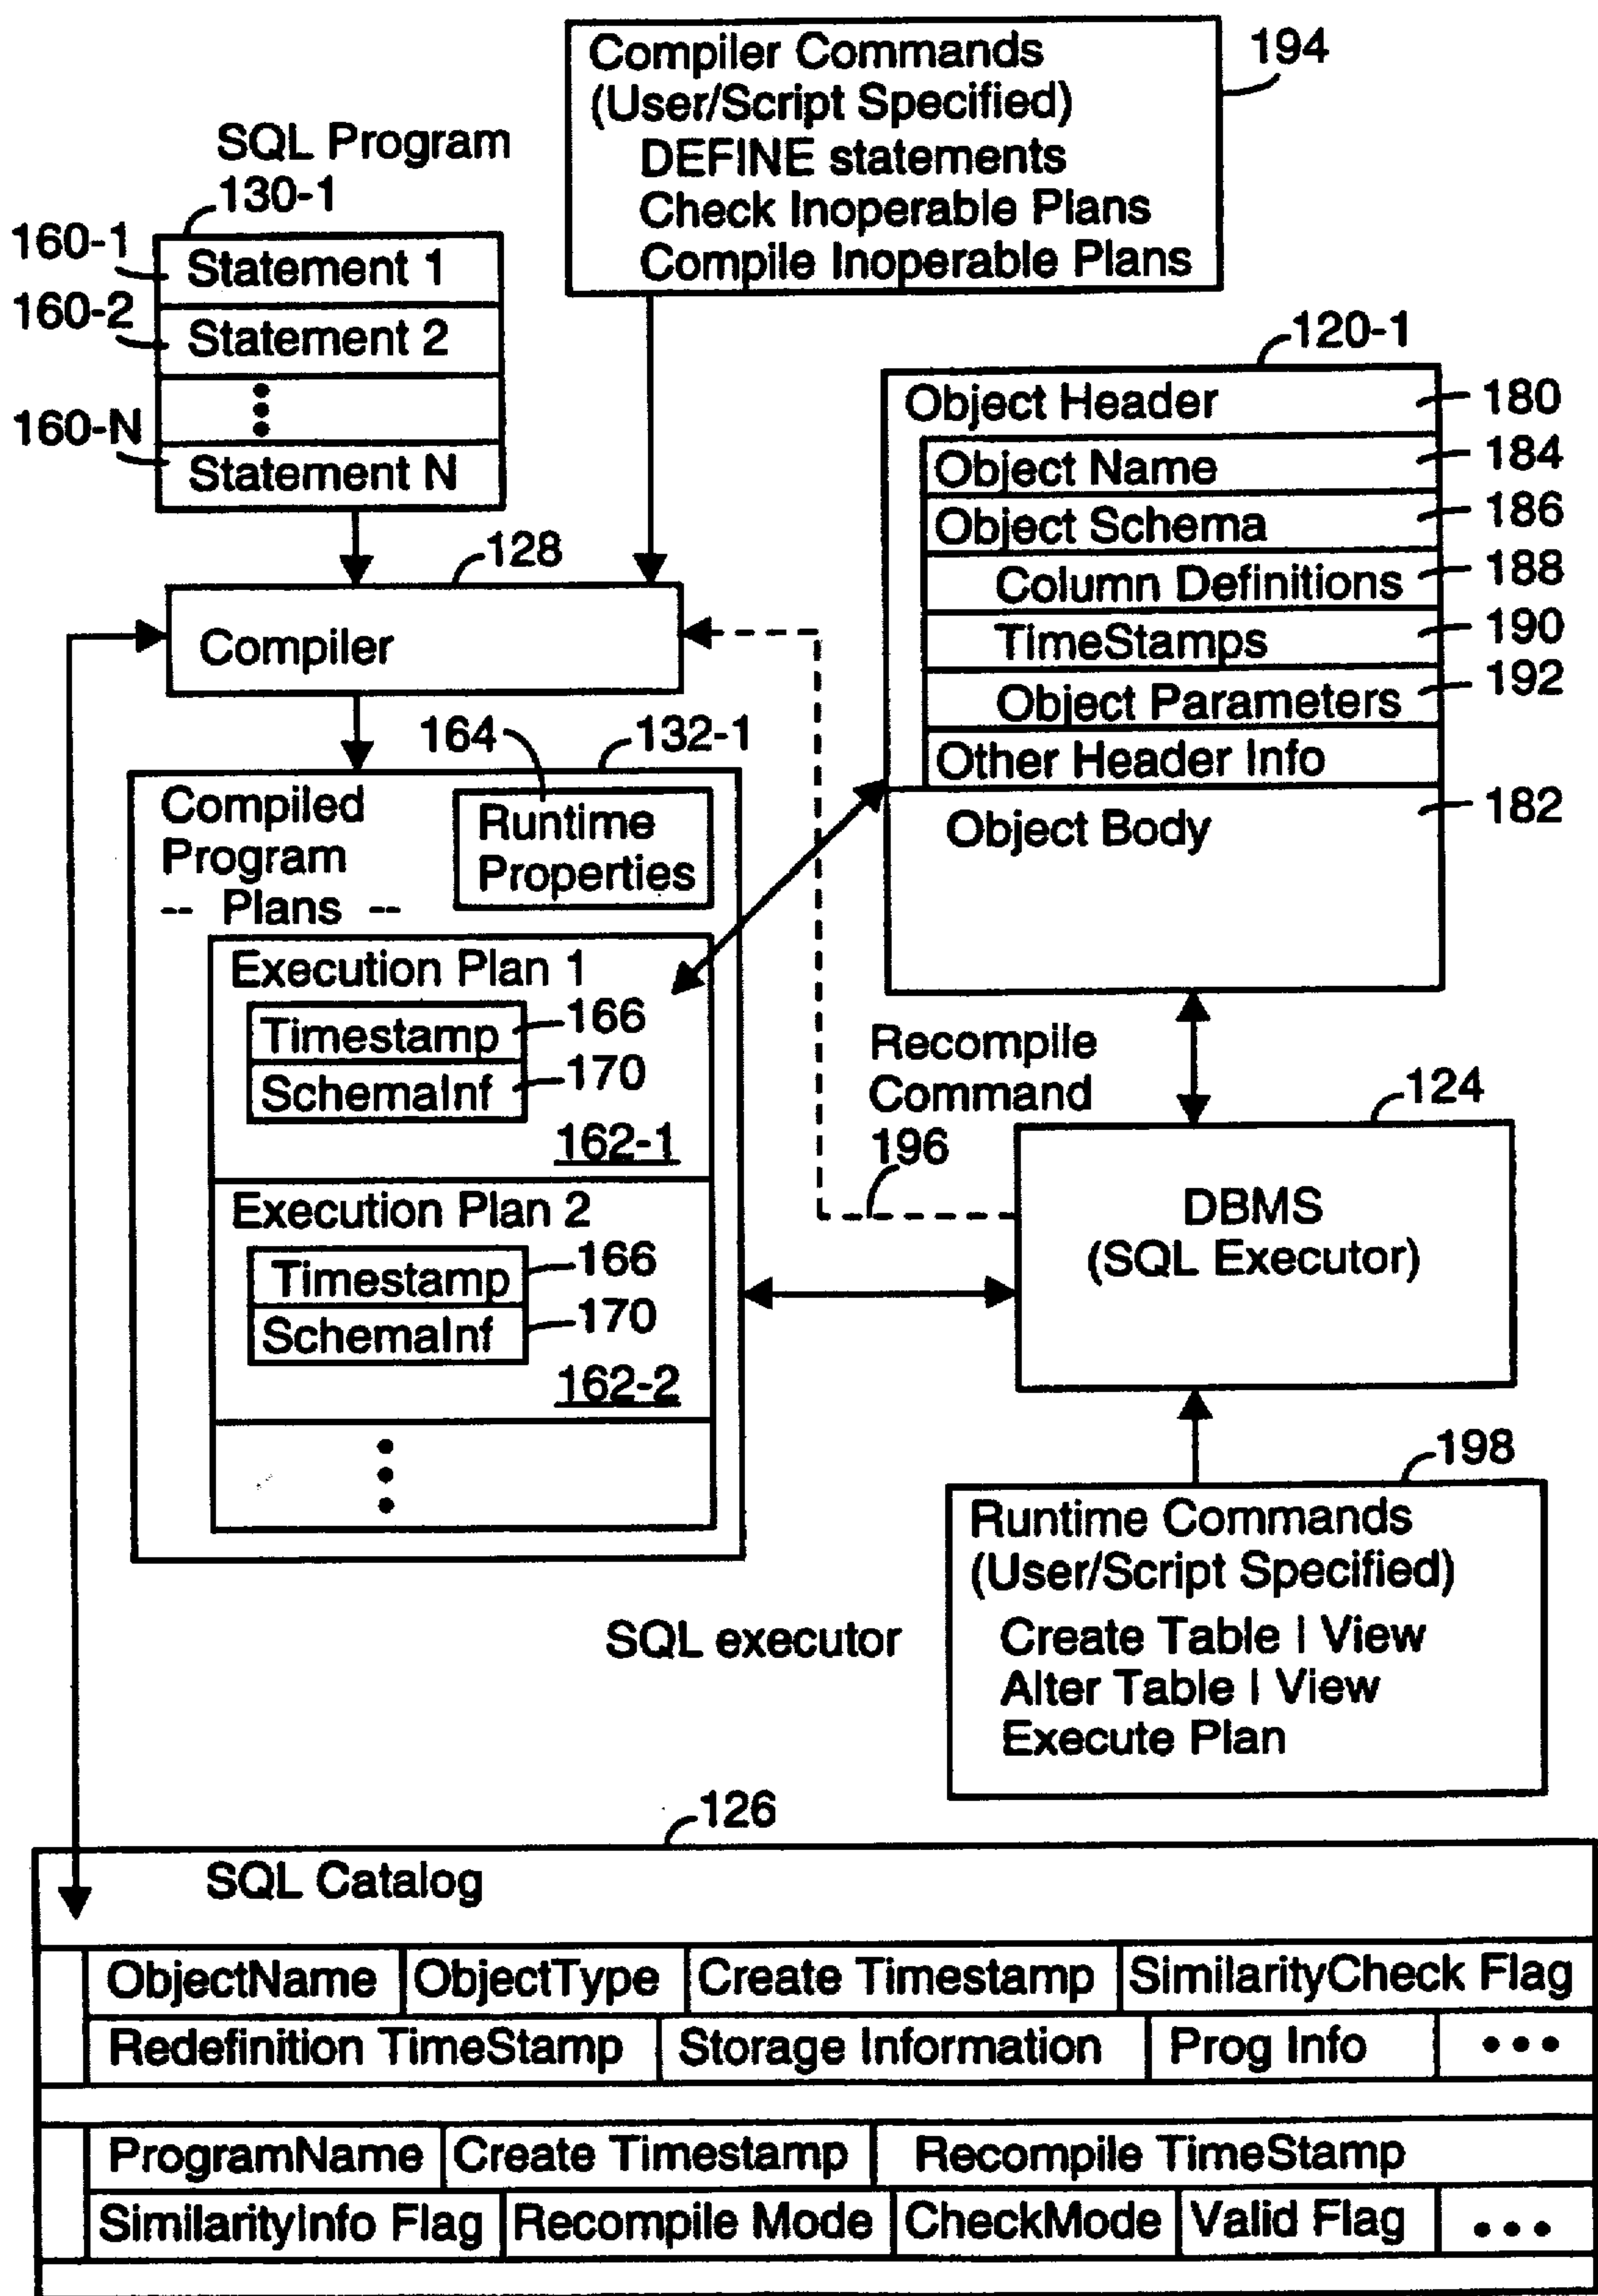 Compiler Commands
(User/Script Specified)
DEFINE statements
Check Inoperable Plans
Compile Inoperable Plans
194
SQL Program
130-1
160-1
Statement 1
160-2
Statement 2
160-N
Statement N
120-1
Object Header
180
Object Name
184
Object Schema
186
Column Definitions
188
TimeStamps
190
Object Parameters
192
Other Header Info
Object Body
182
128
Compiler
164
132-1
Compiled
Program
-- Plans --
Runtime
Properties
Execution Plan 1
Timestamp
166
SchemaInf
170
162-1
Execution Plan 2
Timestamp
166
SchemaInf
170
162-2
Recompile
Command
196
124
DBMS
(SQL Executor)
198
Runtime Commands
(User/Script Specified)
Create Table | View
Alter Table | View
Execute Plan
SQL executor
126
SQL Catalog
ObjectName ObjectType Create Timestamp SimilarityCheck Flag
Redefinition TimeStamp Storage Information Prog Info •••
ProgramName Create Timestamp Recompile TimeStamp
SimilarityInfo Flag Recompile Mode CheckMode Valid Flag •••